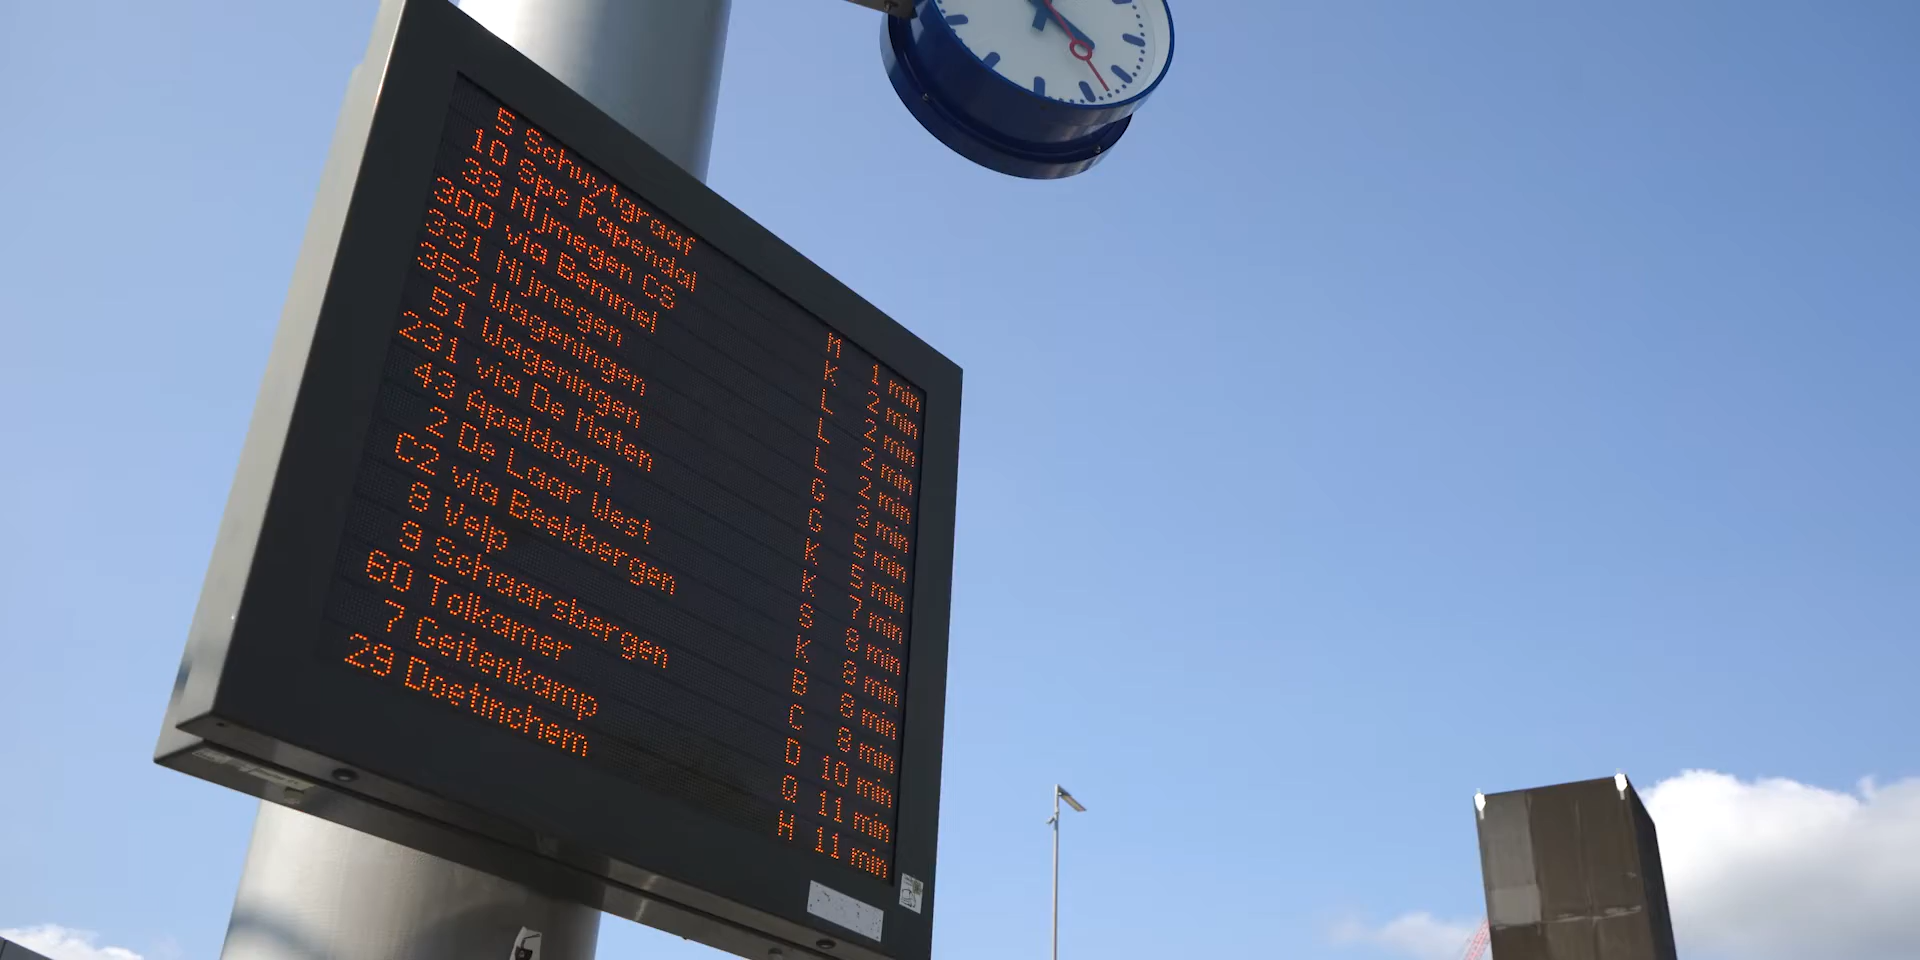 5 Schuytgraaf M 1 min
10 Spc Papendal K 2 min
33 Nijmegen CS L 2 min
300 via Bemmel L 2 min
331 Nijmegen L 2 min
352 Wageningen G 3 min
51 Wageningen G 5 min
231 via De Maten K 5 min
43 Apeldoorn K 7 min
2 De Laar West S 8 min
C2 via Beekbergen K 8 min
8 Velp B 8 min
9 Schaarsbergen C 8 min
60 Tolkamer D 10 min
7 Geitenkamp Q 11 min
29 Doetinchem H 11 min